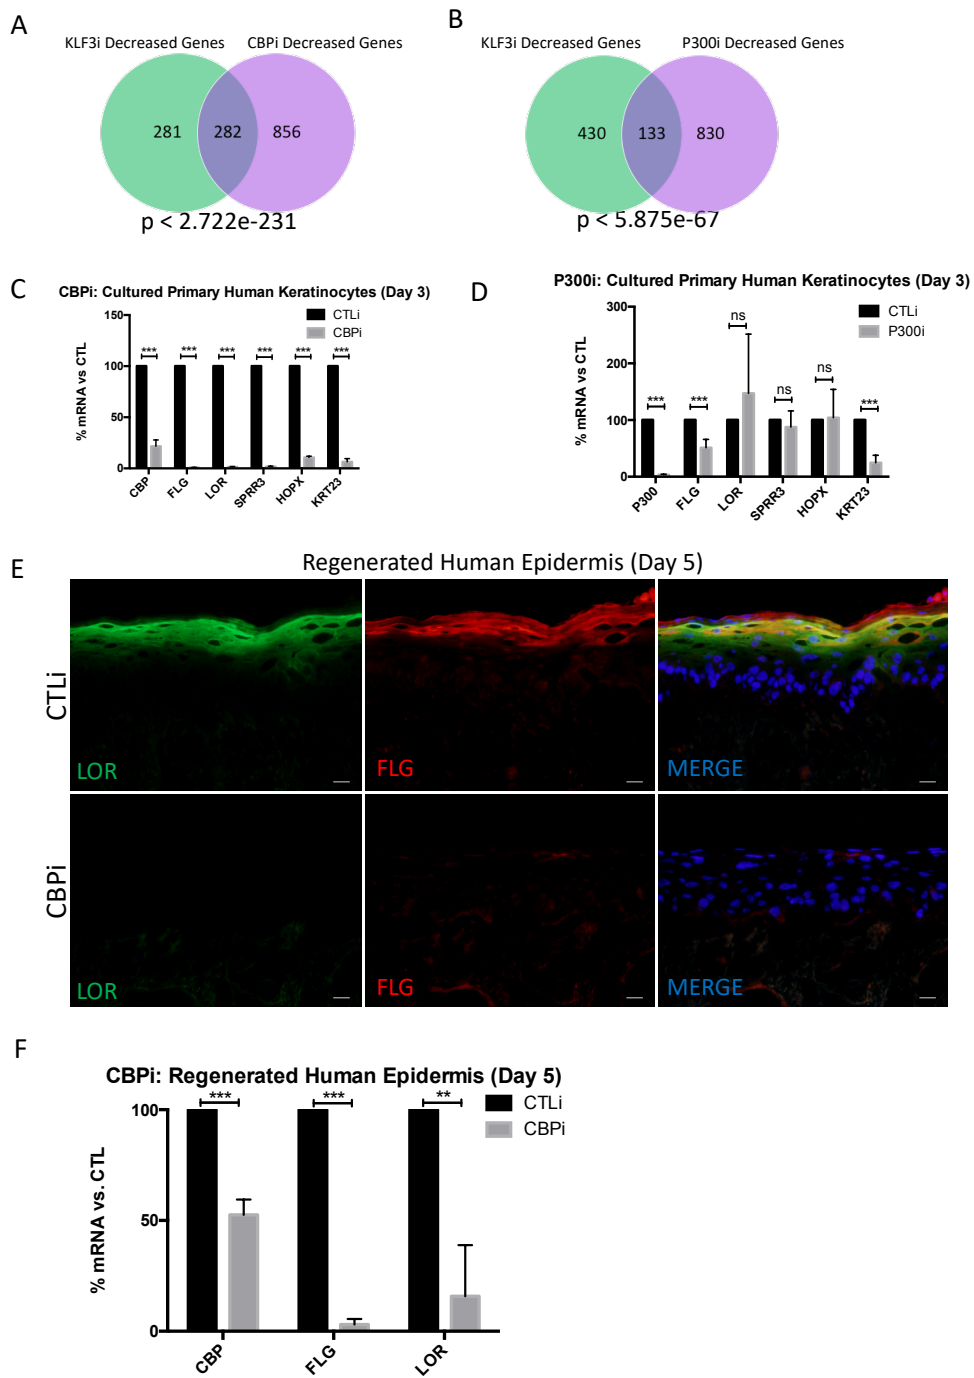 A
KLF3i Decreased Genes
CBPi Decreased Genes
281
282
856
p < 2.722e-231
B
KLF3i Decreased Genes
P300i Decreased Genes
430
133
830
p < 5.875e-67
C
CBPi: Cultured Primary Human Keratinocytes (Day 3)
% mRNA vs CTL
150
100
50
0
CTLi
CBPi
***
***
***
***
***
***
CBP
FLG
LOR
SPRR3
HOPX
KRT23
D
P300i: Cultured Primary Human Keratinocytes (Day 3)
% mRNA vs CTL
300
200
100
0
CTLi
P300i
***
***
ns
ns
ns
***
P300
FLG
LOR
SPRR3
HOPX
KRT23
E
Regenerated Human Epidermis (Day 5)
CTLi
LOR
FLG
MERGE
CBPi
LOR
FLG
MERGE
F
CBPi: Regenerated Human Epidermis (Day 5)
% mRNA vs. CTL
100
50
0
CTLi
CBPi
***
***
**
CBP
FLG
LOR